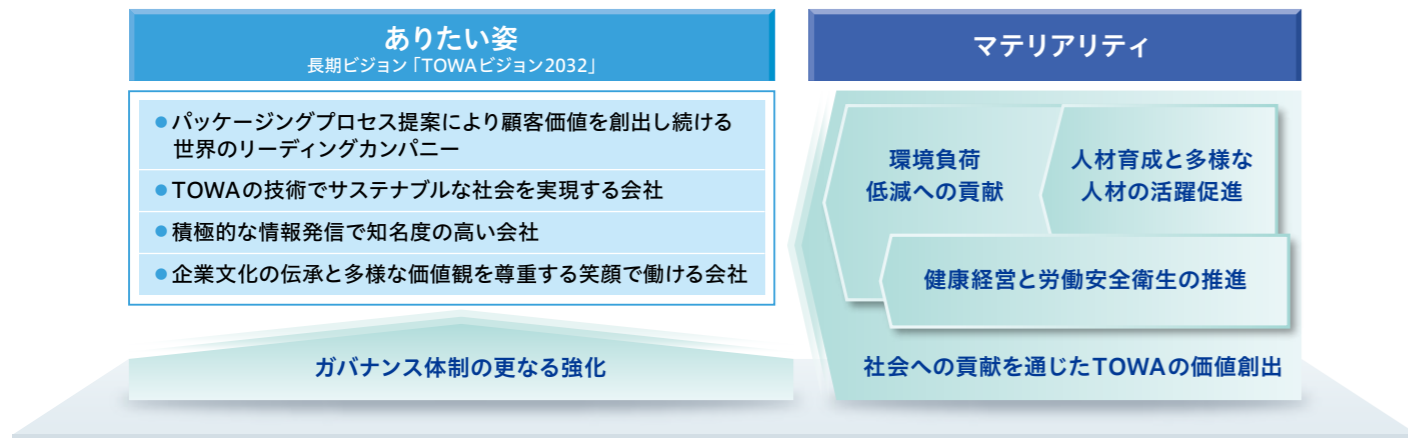 ありたい姿
長期ビジョン「TOWAビジョン2032」
●パッケージングプロセス提案により顧客価値を創出し続ける
世界のリーディングカンパニー
●TOWAの技術でサステナブルな社会を実現する会社
●積極的な情報発信で知名度の高い会社
●企業文化の伝承と多様な価値観を尊重する笑顔で働ける会社
ガバナンス体制の更なる強化
マテリアリティ
環境負荷
低減への貢献
人材育成と多様な
人材の活躍促進
健康経営と労働安全衛生の推進
社会への貢献を通じたTOWAの価値創出